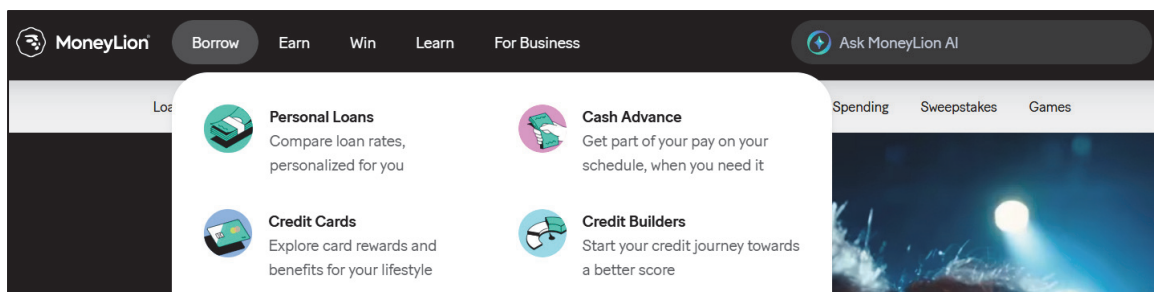 MoneyLion Borrow Earn Win Learn For Business Ask MoneyLion AI
Spending Sweepstakes Games
Personal Loans
Compare loan rates,
personalized for you
Cash Advance
Get part of your pay on your
schedule, when you need it
Credit Cards
Explore card rewards and
benefits for your lifestyle
Credit Builders
Start your credit journey towards
a better score